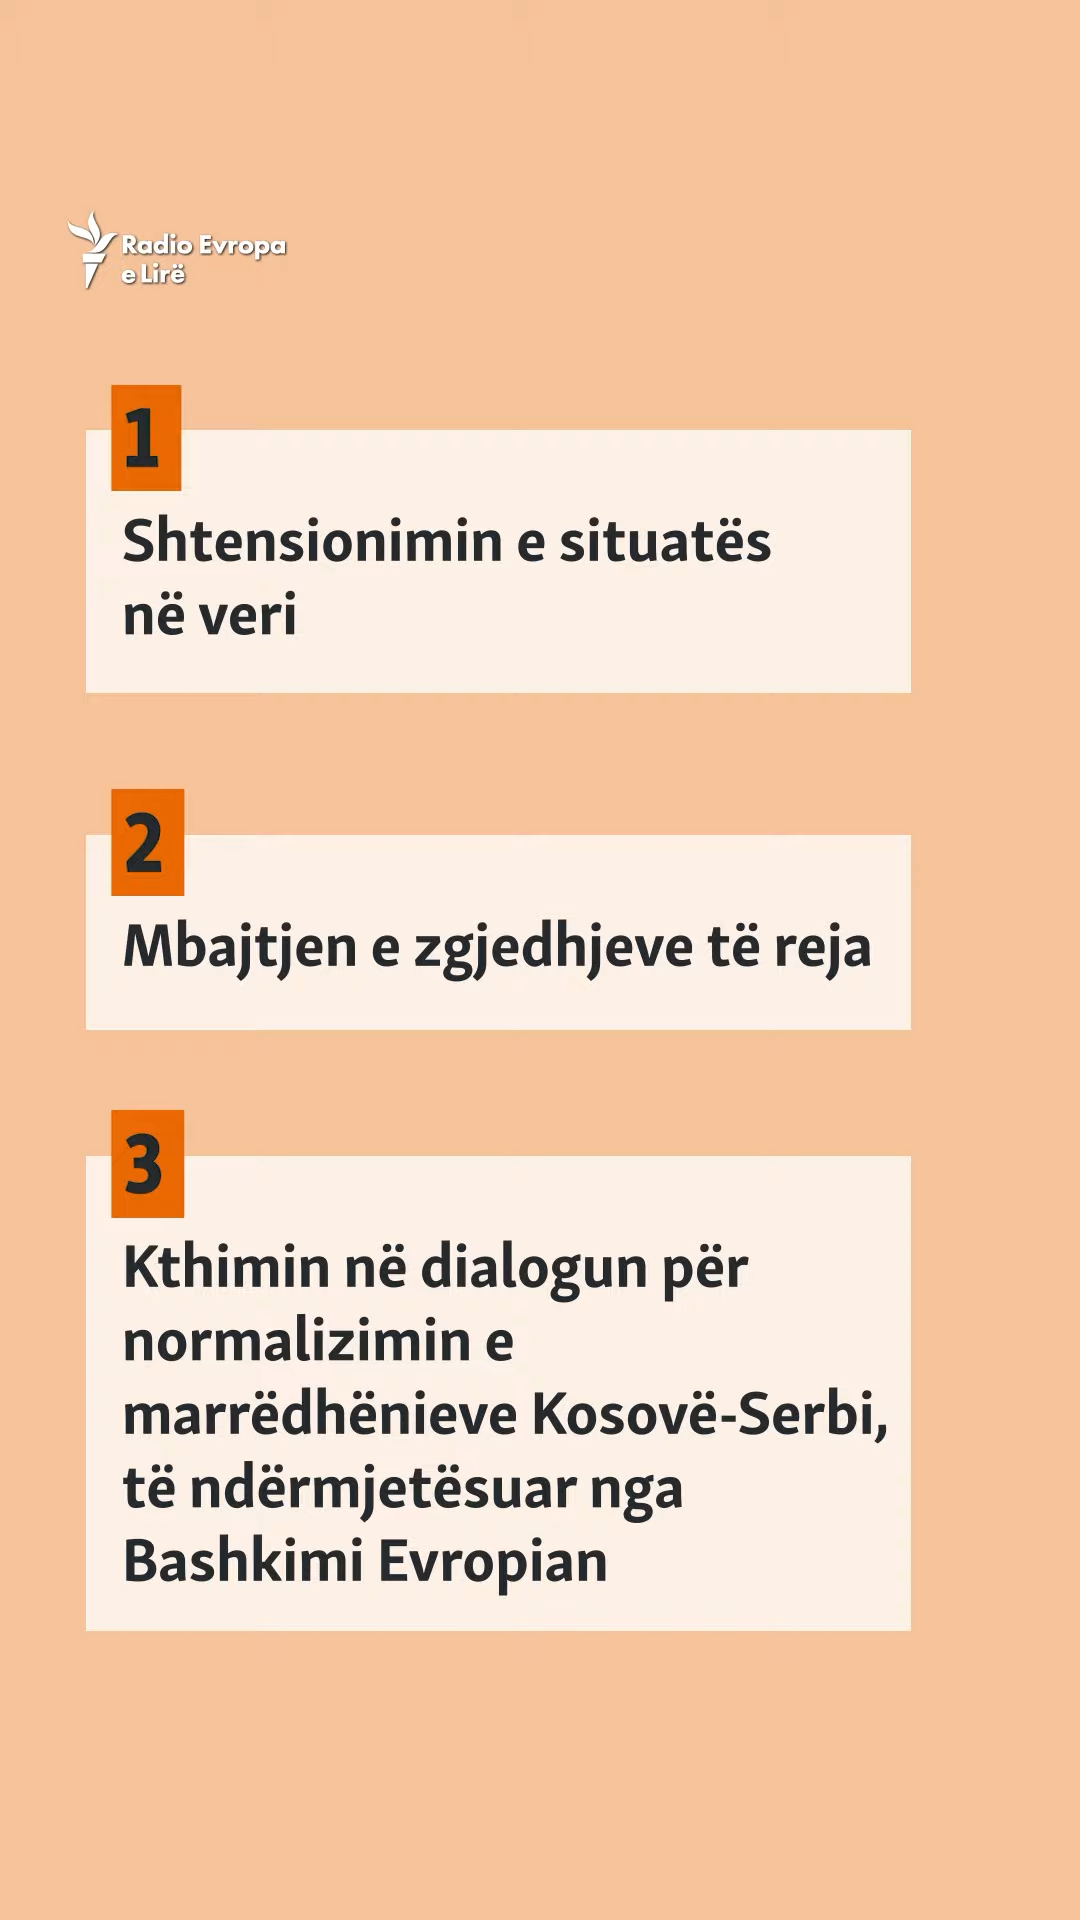 Radio Evropa
e Lirë
1
Shtensionimin e situatës
në veri
2
Mbajtjen e zgjedhjeve të reja
3
Kthimin në dialogun për
normalizimin e
marrëdhënieve Kosovë-Serbi,
të ndërmjetësuar nga
Bashkimi Evropian